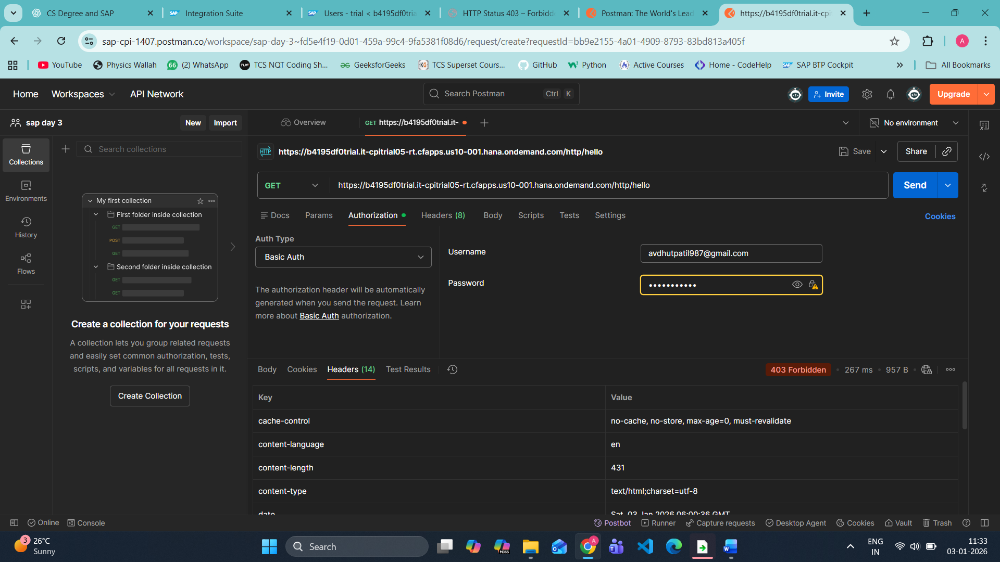 CS Degree and SAP
Integration Suite
Users - trial < b4195df0tria
HTTP Status 403 – Forbidde
Postman: The World's Lead
https://b4195df0trial.it-cpi
sap-cpi-1407.postman.co/workspace/sap-day-3~fd5e4f19-0d01-459a-99c4-9fa5381f08d6/request/create?requestId=bb9e2155-4a01-4909-8793-83bd813a405f
A
YouTube
Physics Wallah
66 (2) WhatsApp
TUF TCS NQT Coding Sh...
GeeksforGeeks
KG TCS Superset Cours...
GitHub
Python
Active Courses
Home - CodeHelp
SAP BTP Cockpit
All Bookmarks
Home
Workspaces
API Network
Search Postman Ctrl K
Invite
Upgrade
sap day 3
New
Import
Overview
GET https://b4195df0trial.it-
No environment
Collections
Environments
History
Flows
Search collections
My first collection
First folder inside collection
GET
POST
GET
Second folder inside collection
GET
GET
Create a collection for your requests
A collection lets you group related requests
and easily set common authorization, tests,
scripts, and variables for all requests in it.
Create Collection
HTTP https://b4195df0trial.it-cpitrial05-rt.cfapps.us10-001.hana.ondemand.com/http/hello
Save
Share
GET https://b4195df0trial.it-cpitrial05-rt.cfapps.us10-001.hana.ondemand.com/http/hello
Send
Docs Params Authorization Headers (8) Body Scripts Tests Settings
Cookies
Auth Type
Basic Auth
The authorization header will be automatically
generated when you send the request. Learn
more about Basic Auth authorization.
Username avdhutpatil987@gmail.com
Password •••••••••••
Body Cookies Headers (14) Test Results
403 Forbidden • 267 ms • 957 B
Key Value
cache-control no-cache, no-store, max-age=0, must-revalidate
content-language en
content-length 431
content-type text/html;charset=utf-8
date Sat, 03 Jan 2026 06:00:36 GMT
Online
Console
Postbot
Runner
Capture requests
Desktop Agent
Cookies
Vault
Trash
3
26°C
Sunny
Search
M365
A
ENG
IN
11:33
03-01-2026